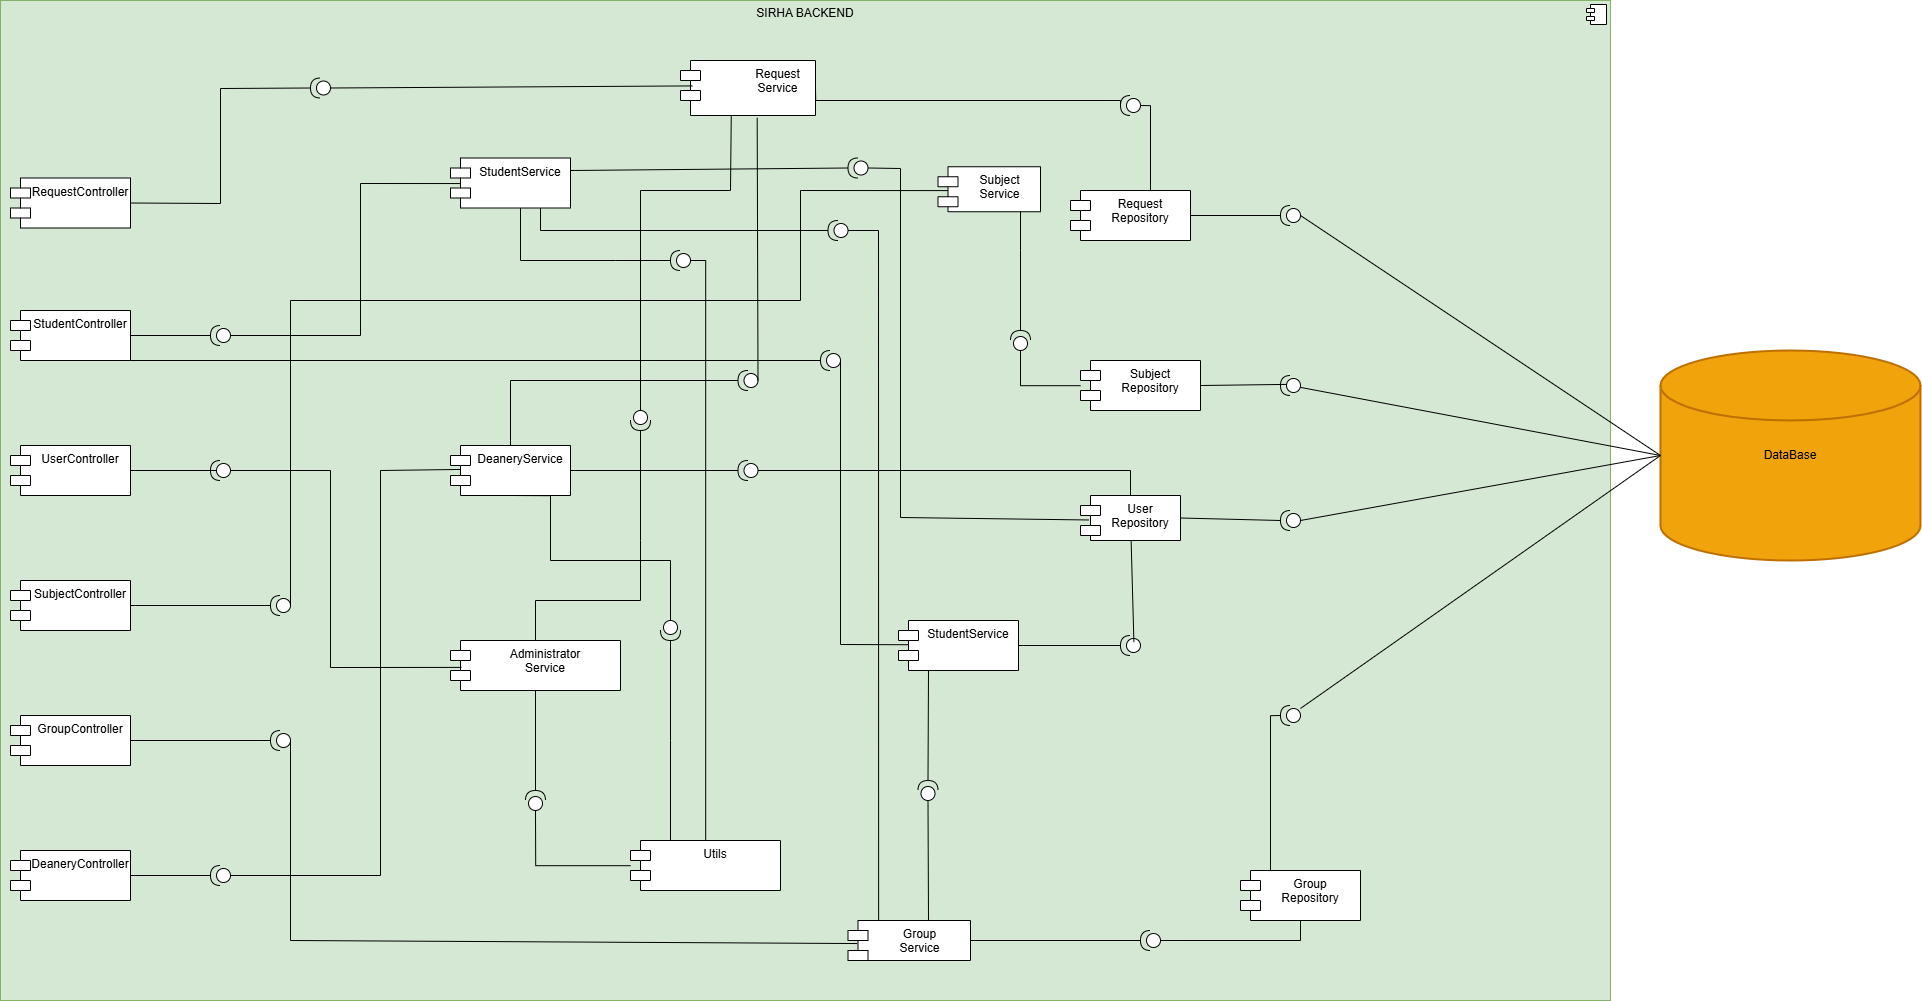 SIRHA BACKEND
Request
Service
StudentService
Subject
Service
RequestController
Request
Repository
StudentController
Subject
Repository
UserController
DeaneryService
DataBase
User
Repository
SubjectController
StudentService
Administrator
Service
GroupController
DeaneryController
Utils
Group
Repository
Group
Service